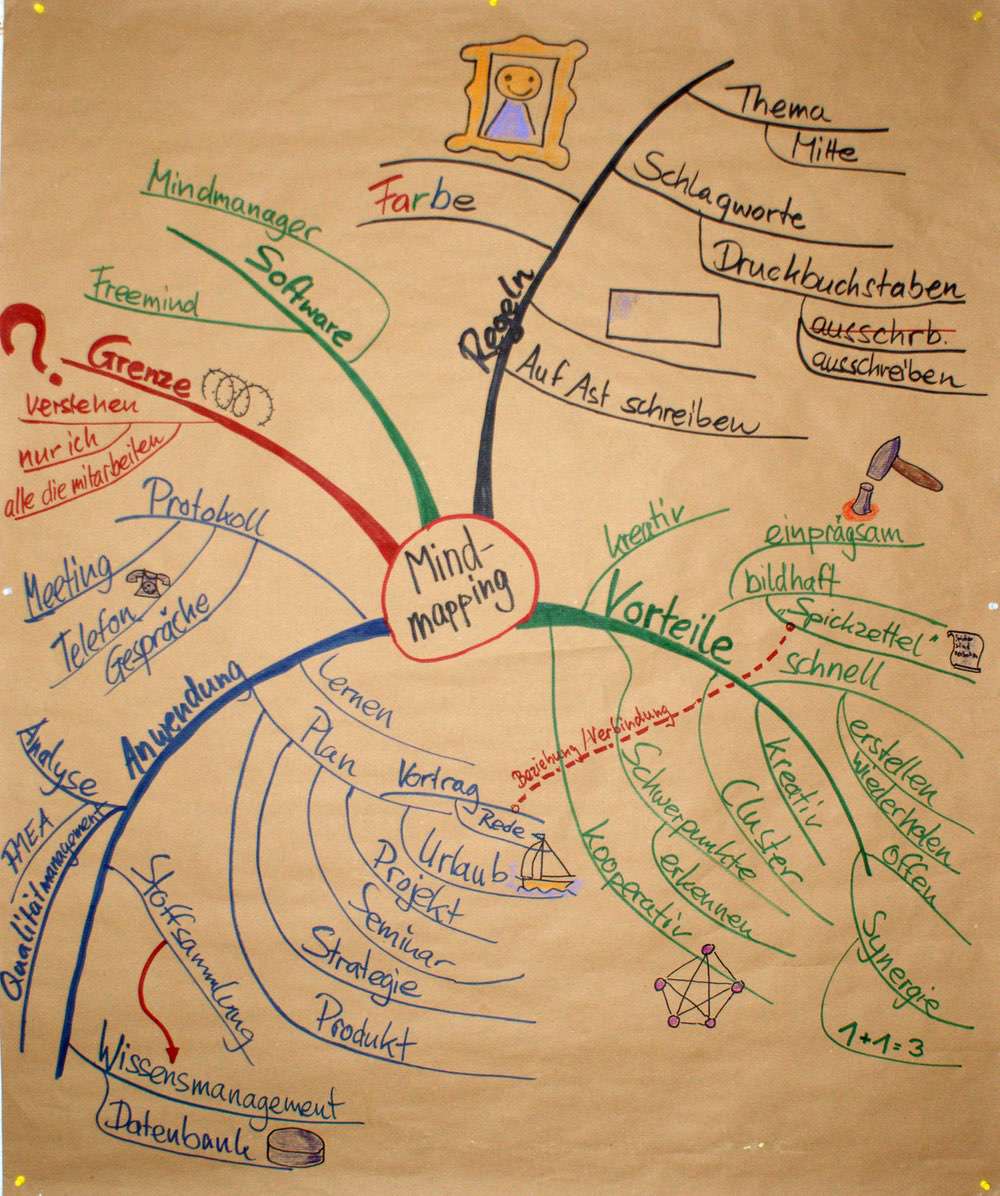 Mind-
mapping
Regeln
Thema
Mitte
Schlagworte
Druckbuchstaben
ausschrb.
ausschreiben
Farbe
Auf Ast schreiben
Software
Mindmanager
Freemind
?
Grenze
verstehen
nur ich
alle die mitarbeiten
Vorteile
kreativ
einprägsam
bildhaft
"Spickzettel"
schnell
erstellen
wiederholen
offen
Synergie
1+1=3
kreativ
Cluster
Schwerpunkte
erkennen
kooperativ
Beziehung/Verbindung
Anwendung
Protokoll
Meeting
Telefon
Gespräche
Lernen
Plan
Vortrag
Rede
Urlaub
Projekt
Seminar
Strategie
Produkt
Analyse
FMEA
Qualitätmanagement
Stoffsammlung
Wissensmanagement
Datenbank